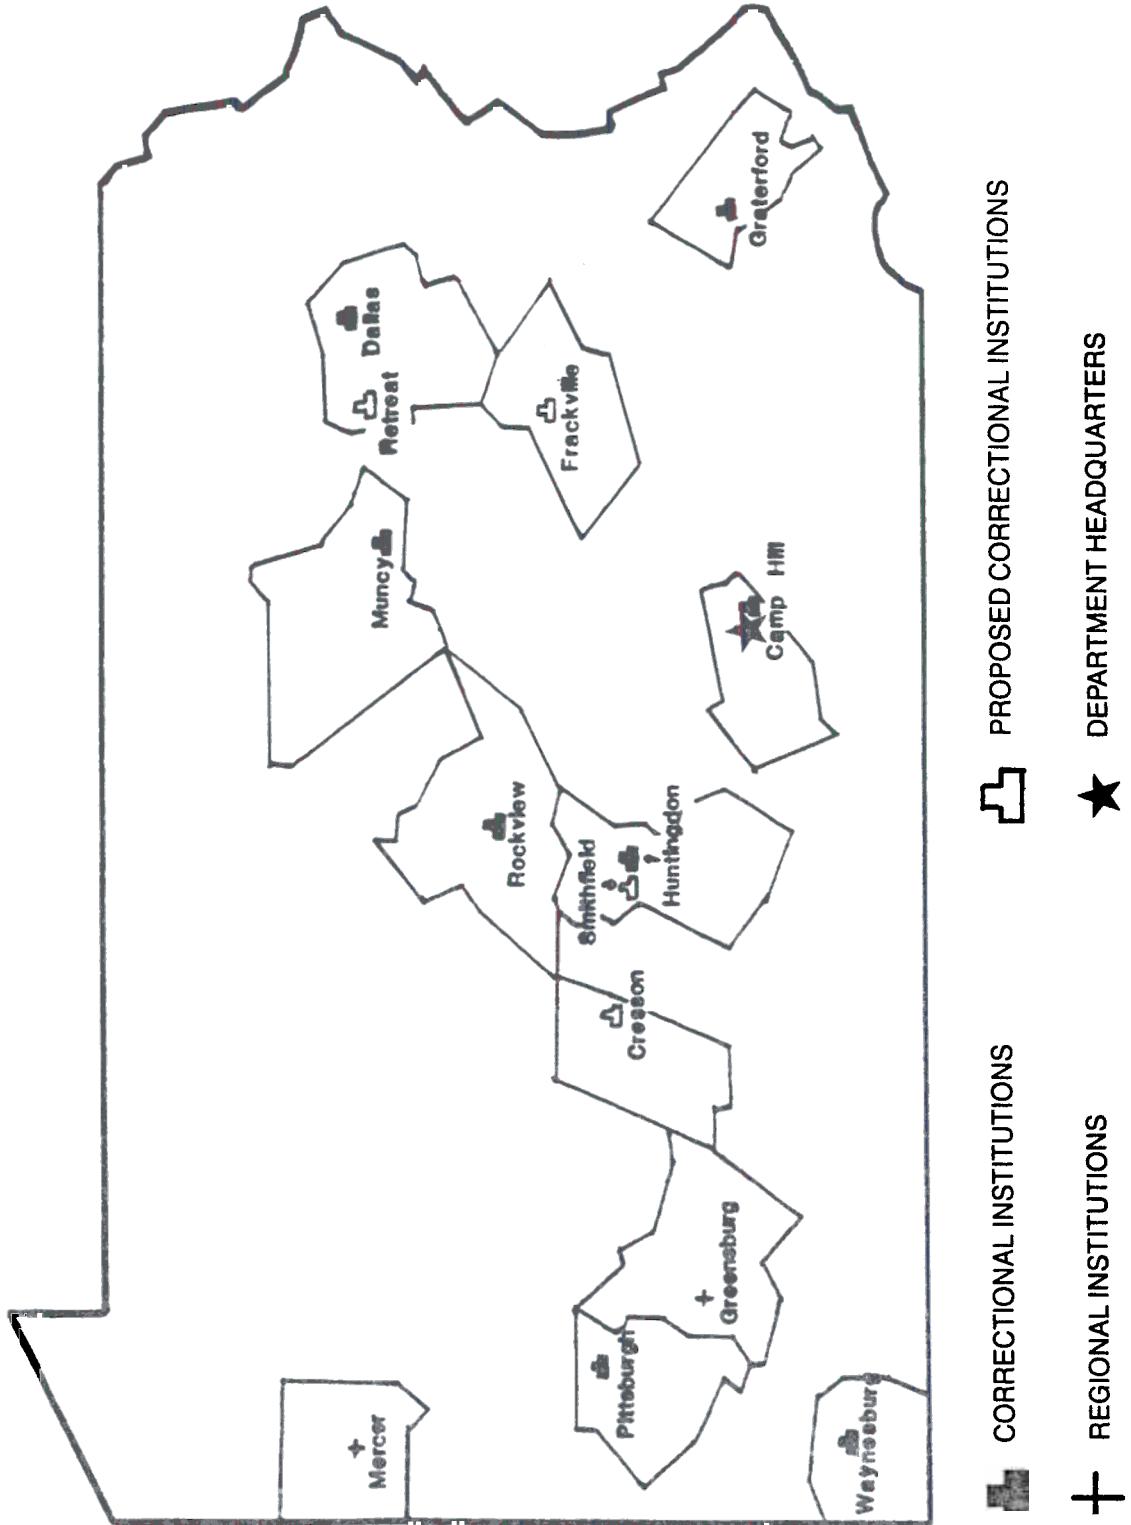 Mercer
Pittsburgh
Greensburg
Waynesburg
Cresson
Smithfield
Huntingdon
Rockview
Muncy
Camp Hill
Retreat
Dallas
Frackville
Graterford
CORRECTIONAL INSTITUTIONS
PROPOSED CORRECTIONAL INSTITUTIONS
REGIONAL INSTITUTIONS
DEPARTMENT HEADQUARTERS